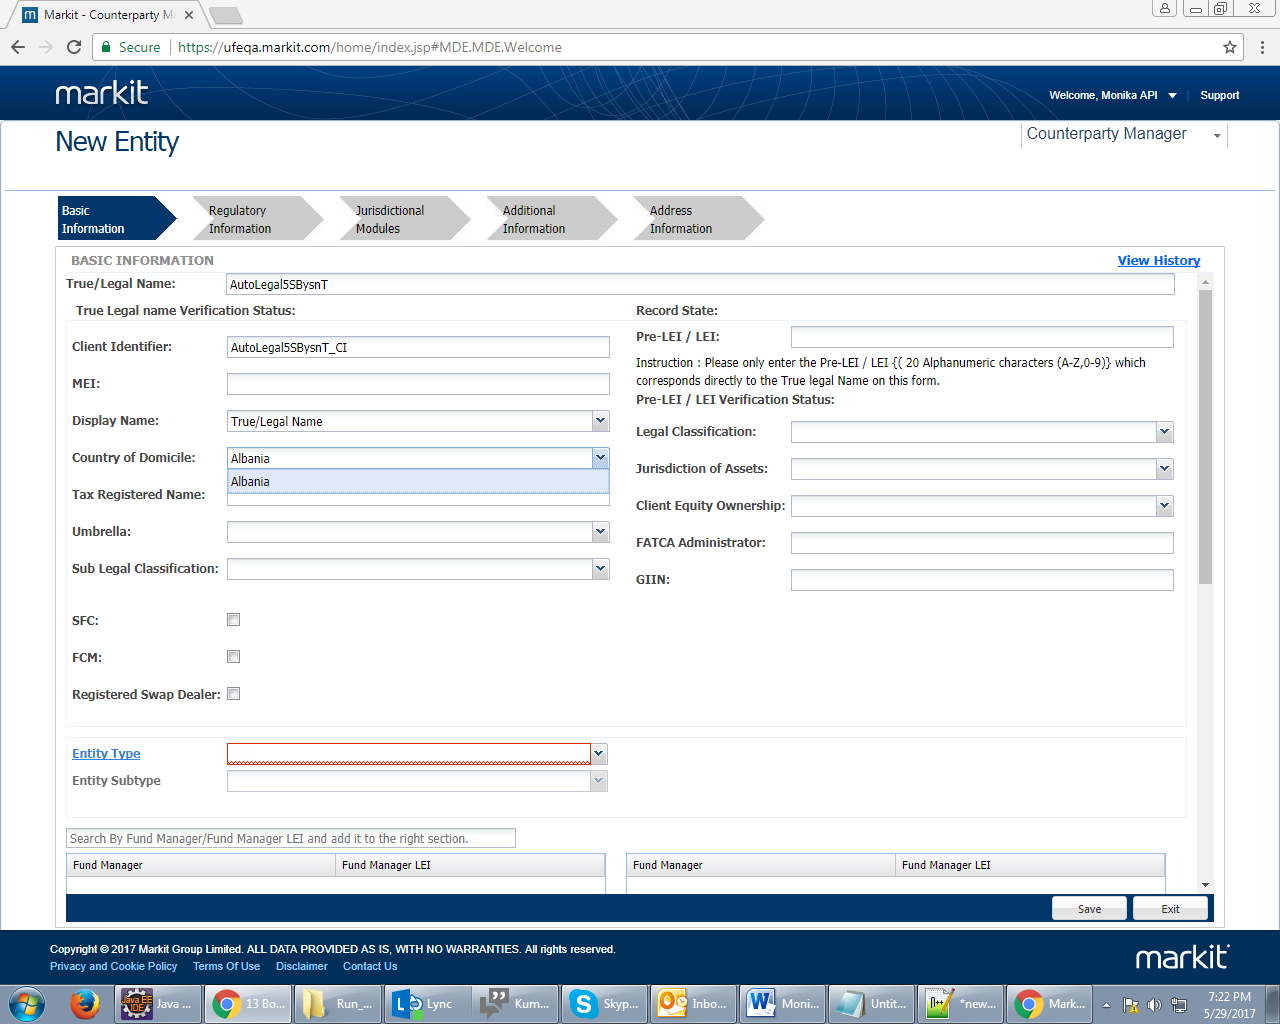 Markit - Counterparty M
Secure
https://ufeqa.markit.com/home/index.jsp#MDE.MDE.Welcome
markit
Welcome, Monika API
Support
New Entity
Counterparty Manager
Basic Information
Regulatory Information
Jurisdictional Modules
Additional Information
Address Information
BASIC INFORMATION
View History
True/Legal Name:
AutoLegal5SBysnT
True Legal name Verification Status:
Record State:
Client Identifier:
AutoLegal5SBysnT_CI
Pre-LEI / LEI:
Instruction : Please only enter the Pre-LEI / LEI {( 20 Alphanumeric characters (A-Z,0-9)} which
corresponds directly to the True legal Name on this form.
MEI:
Pre-LEI / LEI Verification Status:
Display Name:
True/Legal Name
Legal Classification:
Country of Domicile:
Albania
Albania
Jurisdiction of Assets:
Tax Registered Name:
Client Equity Ownership:
Umbrella:
FATCA Administrator:
Sub Legal Classification:
GIIN:
SFC:
FCM:
Registered Swap Dealer:
Entity Type
Entity Subtype
Search By Fund Manager/Fund Manager LEI and add it to the right section.
Fund Manager
Fund Manager LEI
Fund Manager
Fund Manager LEI
Save
Exit
Copyright © 2017 Markit Group Limited. ALL DATA PROVIDED AS IS, WITH NO WARRANTIES. All rights reserved.
Privacy and Cookie Policy
Terms Of Use
Disclaimer
Contact Us
markit
Java EE IDE
Java ...
13 Bo...
Run_...
Lync
Kum...
Skyp...
Inbo...
Moni...
Untit...
*new...
Mark...
7:22 PM
5/29/2017